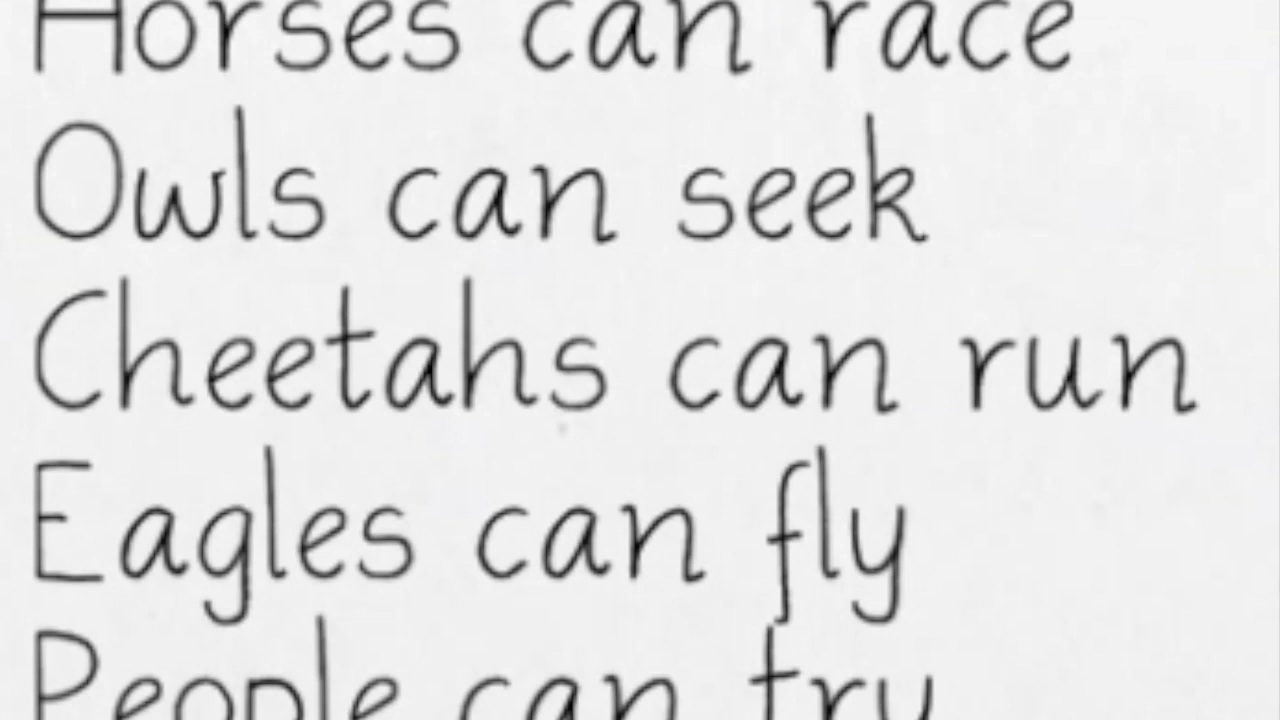 Horses can race
Owls can seek
Cheetahs can run
Eagles can fly
People can try